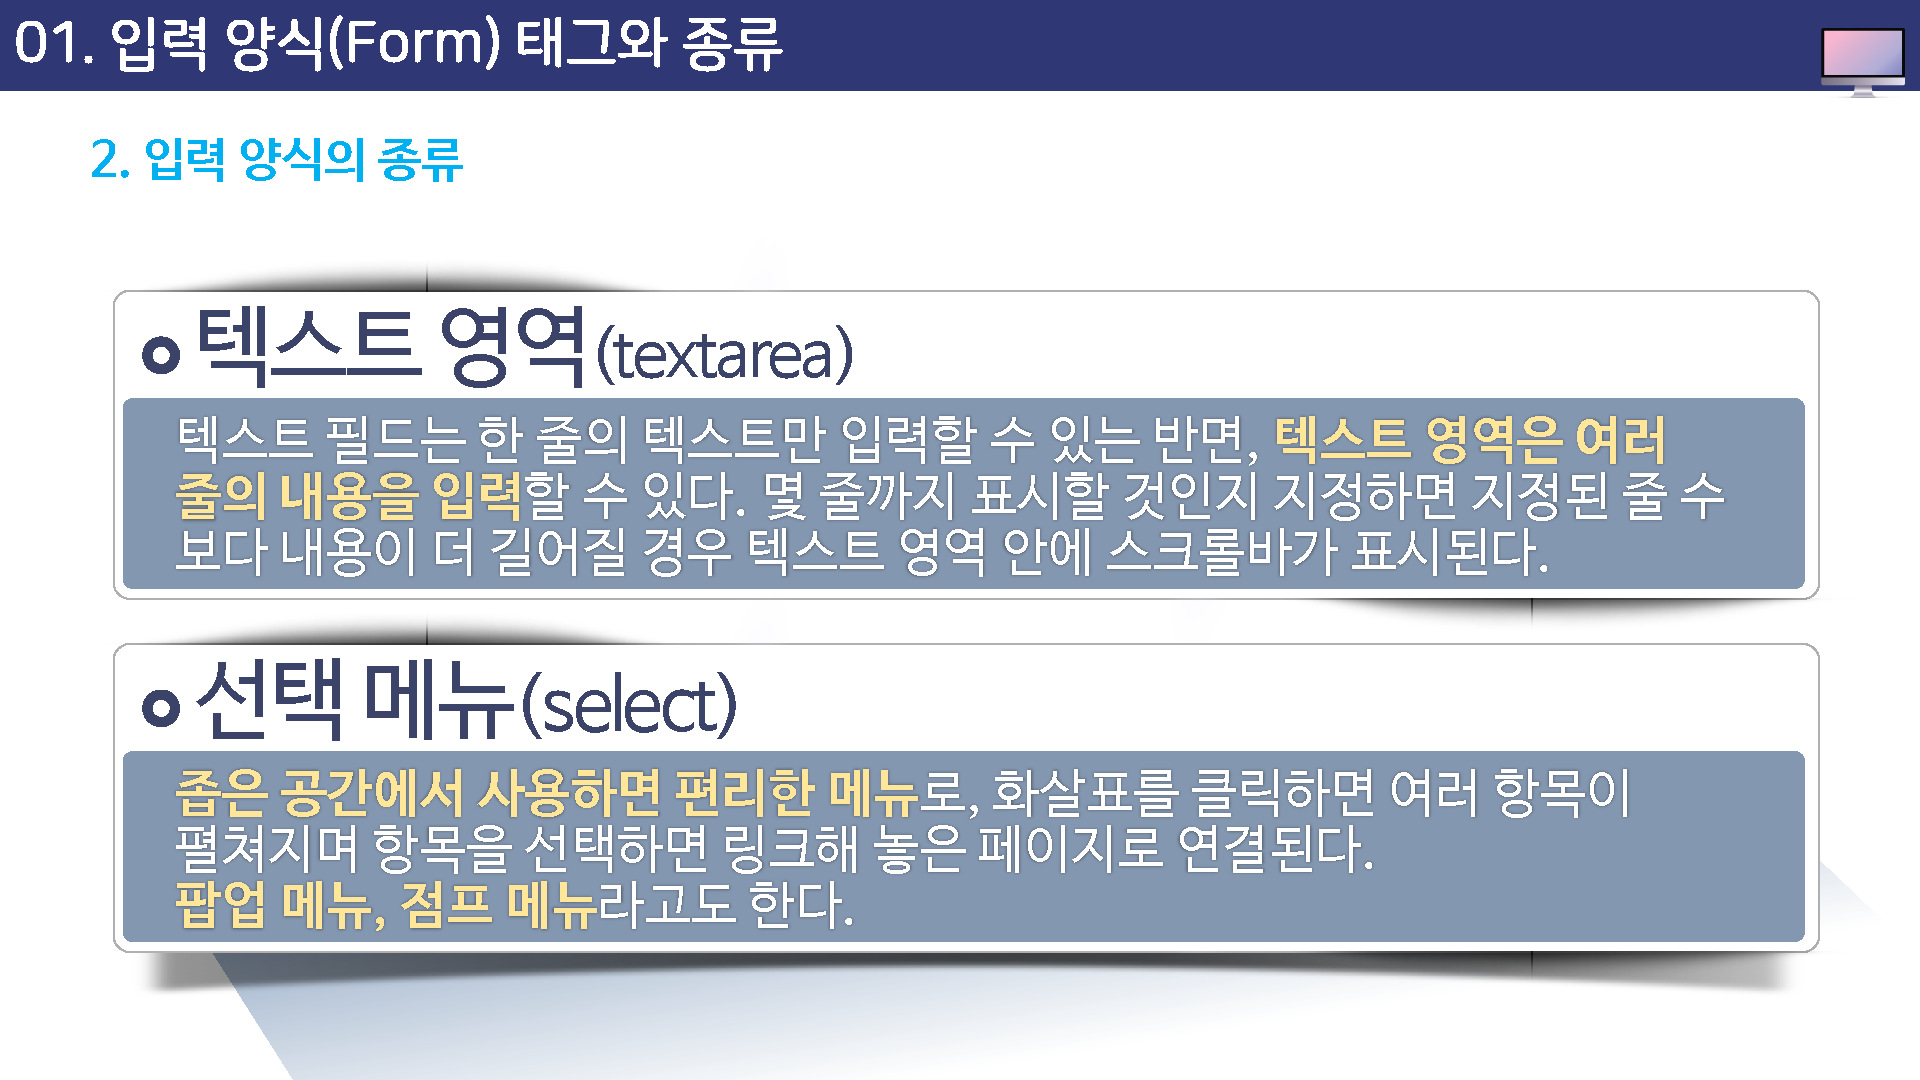 01. 입력 양식(Form) 태그와 종류
2. 입력 양식의 종류
텍스트 영역(textarea)
텍스트 필드는 한 줄의 텍스트만 입력할 수 있는 반면, 텍스트 영역은 여러
줄의 내용을 입력할 수 있다. 몇 줄까지 표시할 것인지 지정하면 지정된 줄 수
보다 내용이 더 길어질 경우 텍스트 영역 안에 스크롤바가 표시된다.
선택 메뉴(select)
좁은 공간에서 사용하면 편리한 메뉴로, 화살표를 클릭하면 여러 항목이
펼쳐지며 항목을 선택하면 링크해 놓은 페이지로 연결된다.
팝업 메뉴, 점프 메뉴라고도 한다.